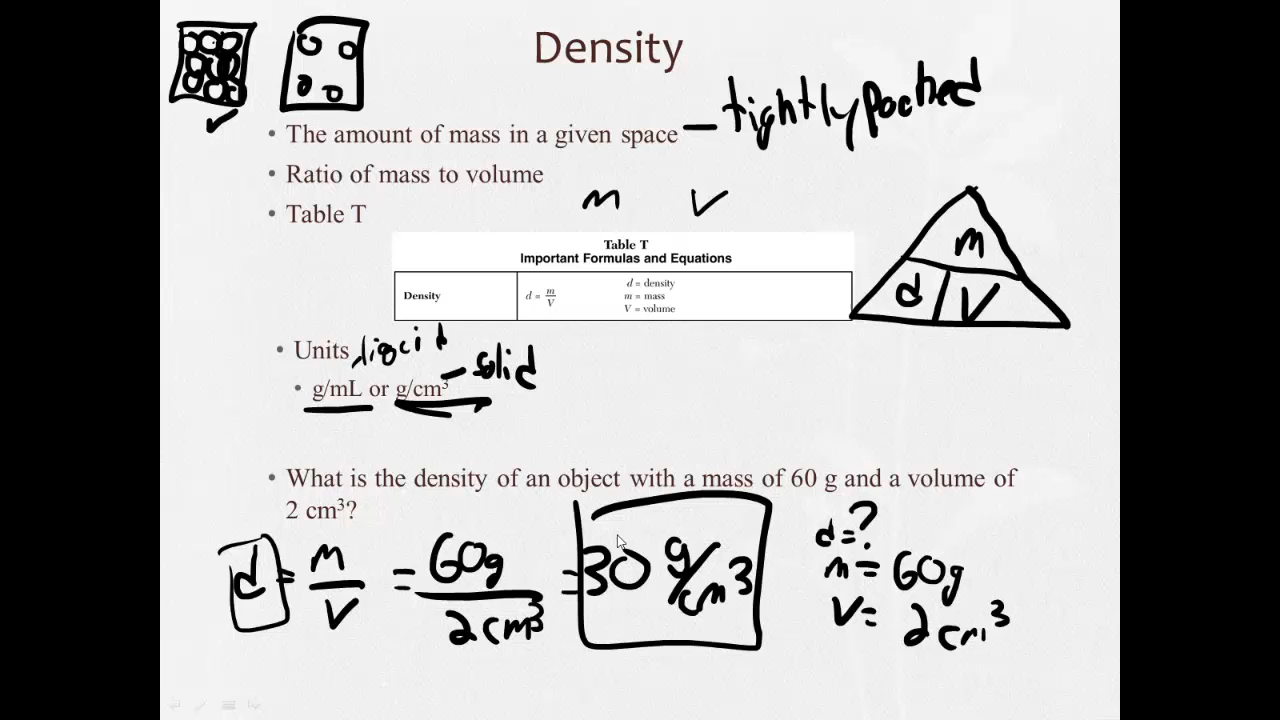 Density
– tightly packed
• The amount of mass in a given space
• Ratio of mass to volume
m V
• Table T
Table T
Important Formulas and Equations
Density
d = m/V
d = density
m = mass
V = volume
m
d V
• Units liquid
– solid
• g/mL or g/cm³
• What is the density of an object with a mass of 60 g and a volume of
2 cm³?
d = m/V = 60g/2cm³ = 30 g/cm³
d=?
m= 60g
V= 2cm³